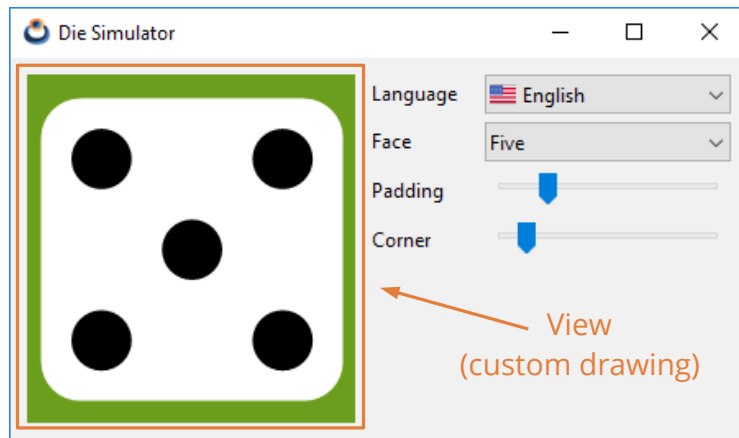 Die Simulator
Language
English
Face
Five
Padding
Corner
View
(custom drawing)